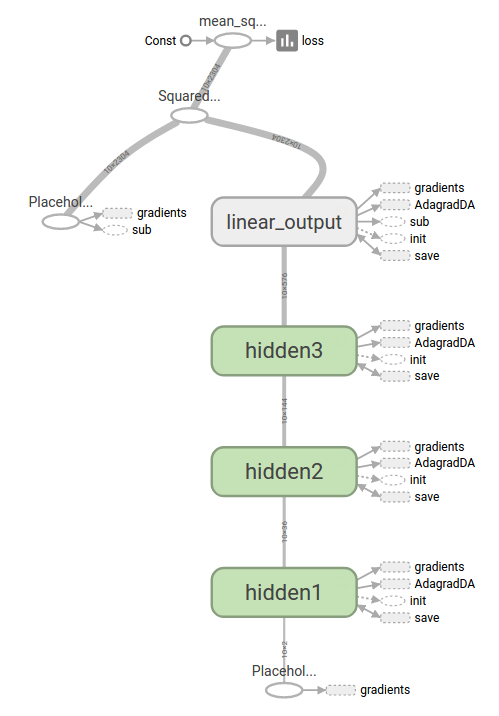 mean_sq...
Const
loss
10×2304
Squared...
10×2304
10×2304
Placehol...
gradients
sub
linear_output
gradients
AdagradDA
sub
init
save
10×576
hidden3
gradients
AdagradDA
init
save
10×144
hidden2
gradients
AdagradDA
init
save
10×36
hidden1
gradients
AdagradDA
init
save
10×2
Placehol...
gradients